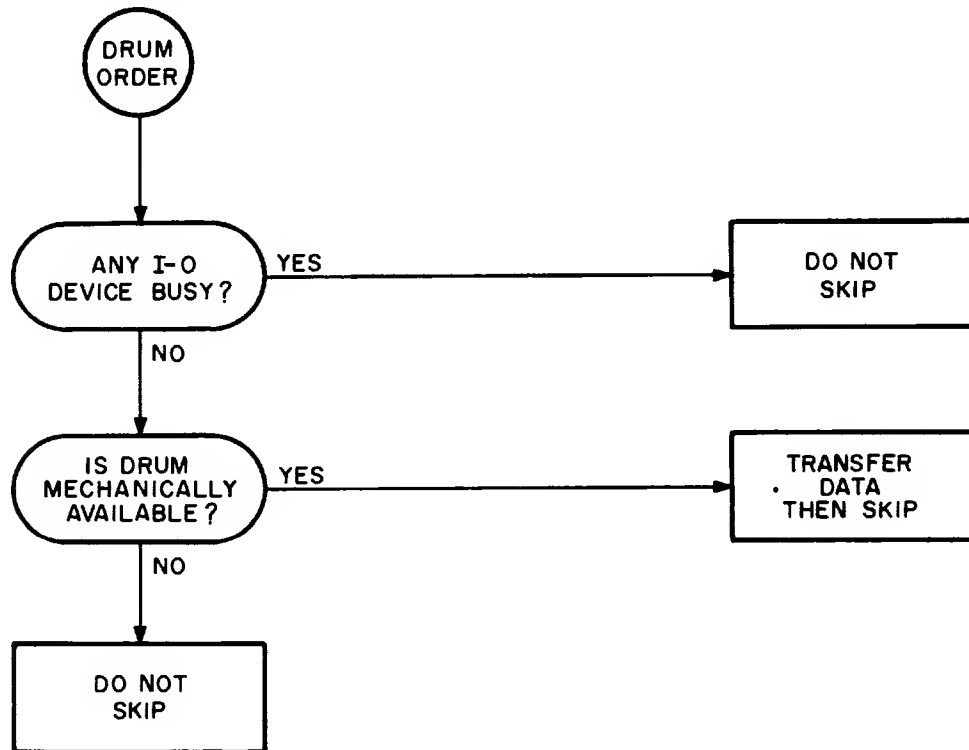 DRUM
ORDER
ANY I-O
DEVICE BUSY?
YES
DO NOT
SKIP
NO
IS DRUM
MECHANICALLY
AVAILABLE?
YES
TRANSFER
DATA
THEN SKIP
NO
DO NOT
SKIP